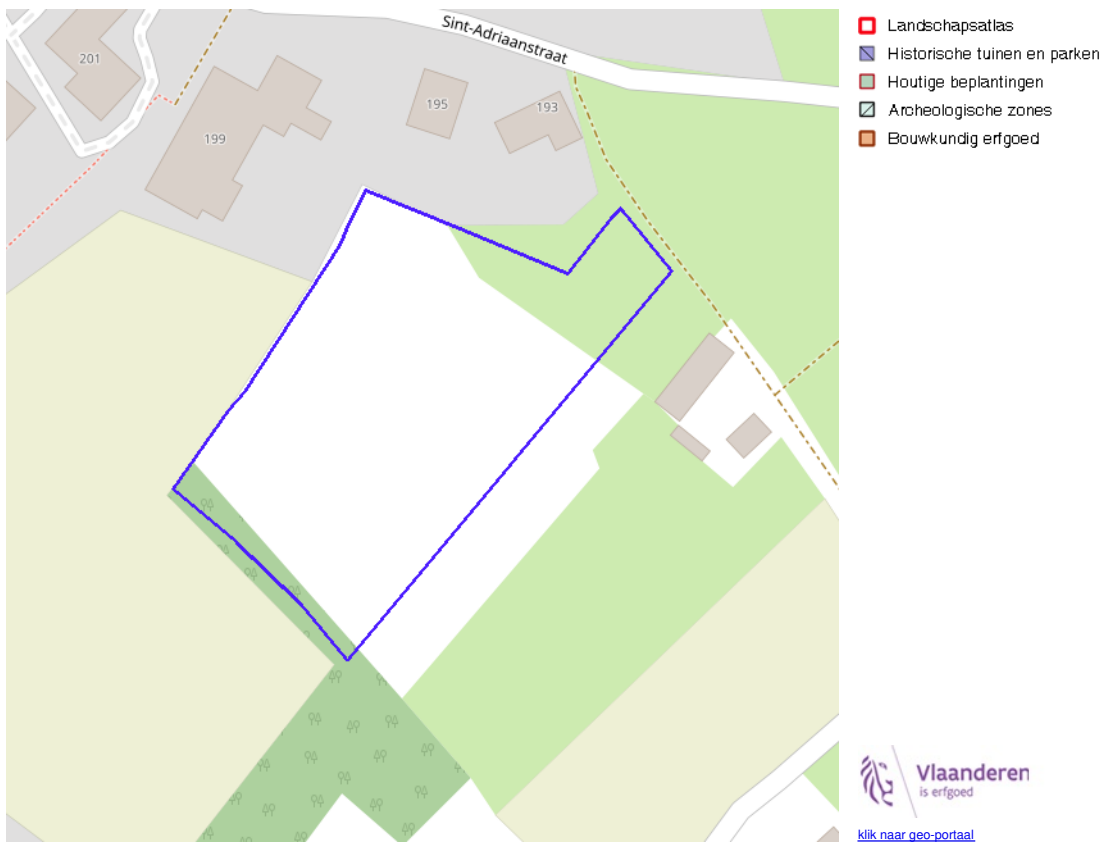 Sint-Adriaanstraat
201
199
195
193
Landschapsatlas
Historische tuinen en parken
Houtige beplantingen
Archeologische zones
Bouwkundig erfgoed
Vlaanderen
is erfgoed
klik naar geo-portaal